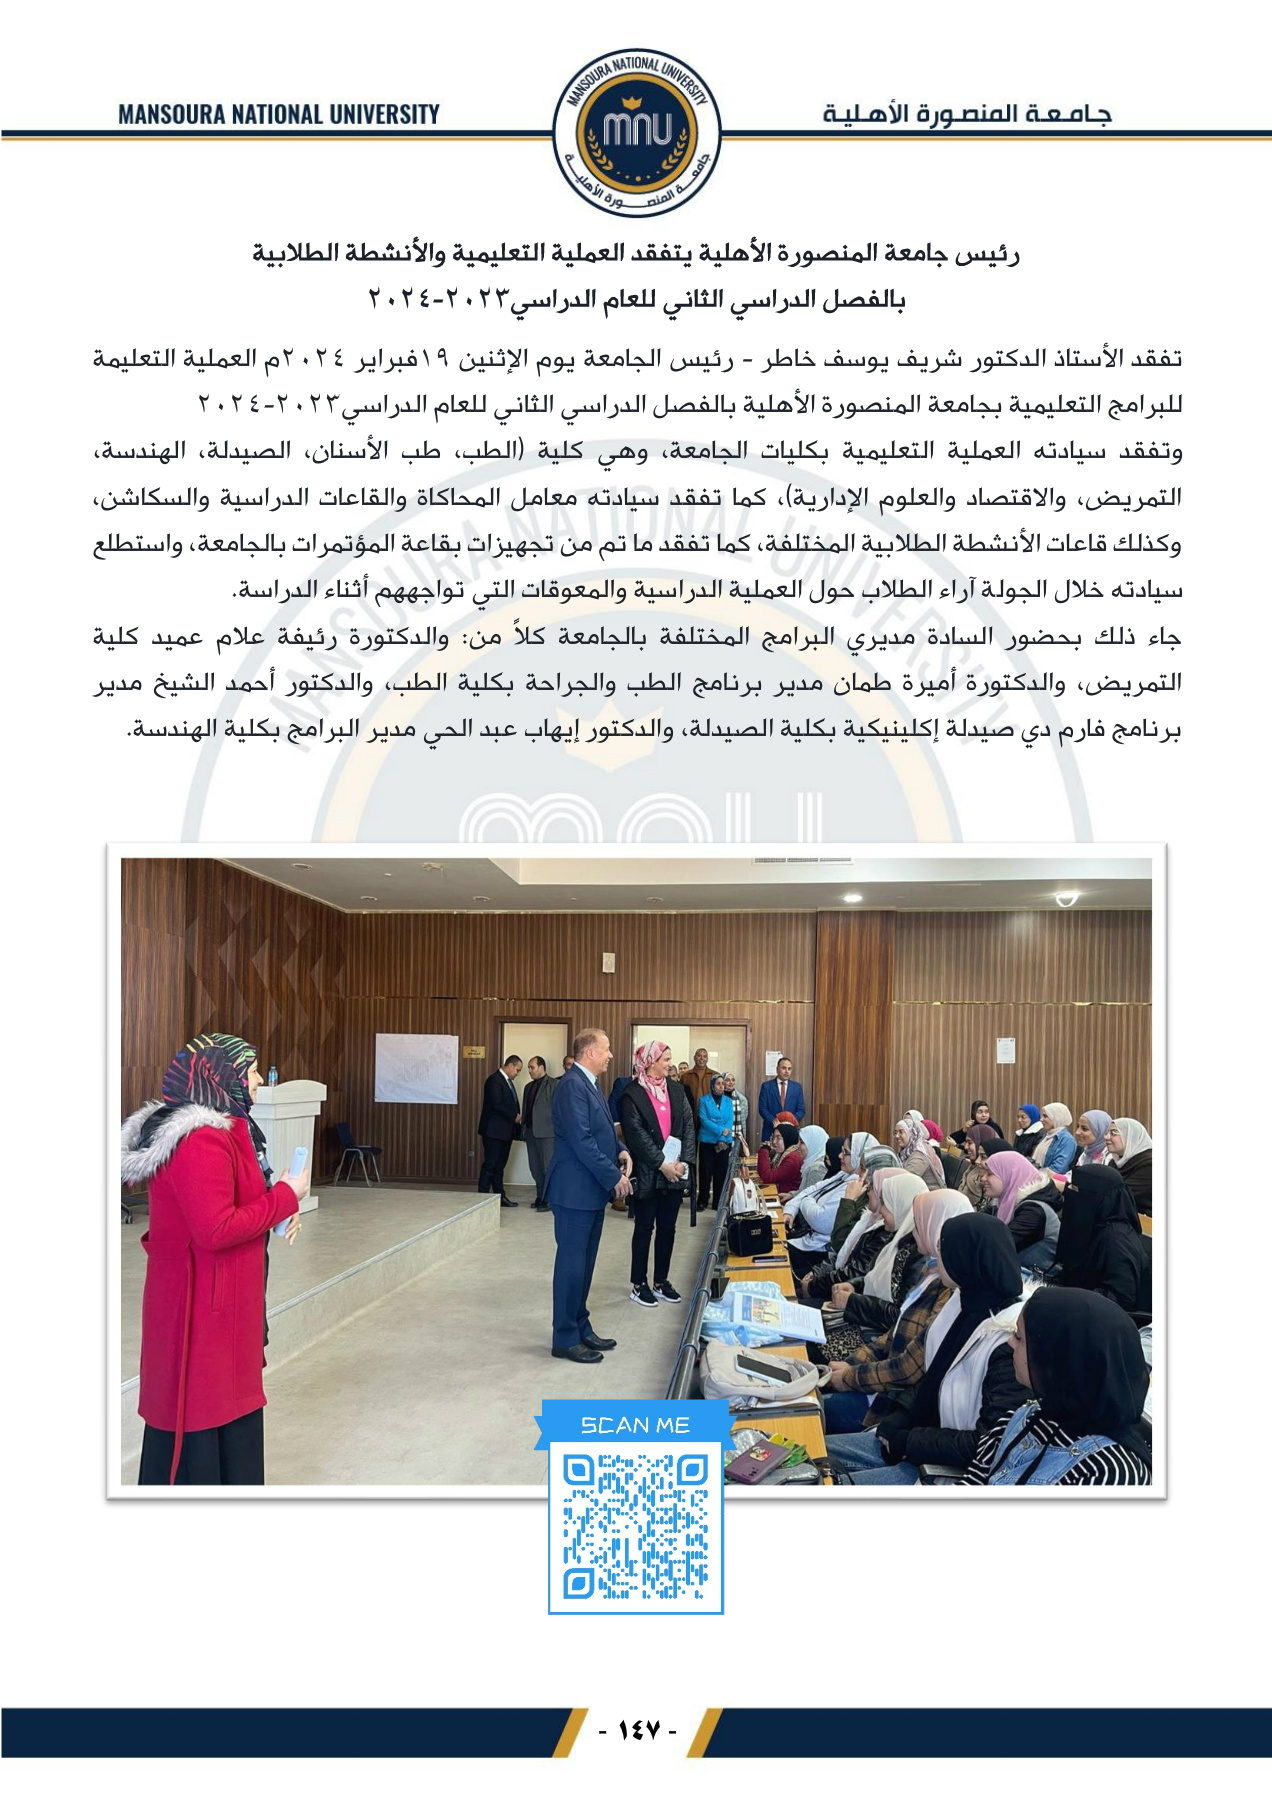 MANSOURA NATIONAL UNIVERSITY
جامعة المنصورة الأهلية
MANSOURA NATIONAL UNIVERSITY
mnu
جامعة المنصورة الأهلية
رئيس جامعة المنصورة الأهلية يتفقد العملية التعليمية والأنشطة الطلابية
بالفصل الدراسي الثاني للعام الدراسي٢٠٢٣-٢٠٢٤
تفقد الأستاذ الدكتور شريف يوسف خاطر - رئيس الجامعة يوم الإثنين ١٩فبراير ٢٠٢٤م العملية التعليمة
للبرامج التعليمية بجامعة المنصورة الأهلية بالفصل الدراسي الثاني للعام الدراسي٢٠٢٣-٢٠٢٤
وتفقد سيادته العملية التعليمية بكليات الجامعة، وهي كلية (الطب، طب الأسنان، الصيدلة، الهندسة،
التمريض، والاقتصاد والعلوم الإدارية)، كما تفقد سيادته معامل المحاكاة والقاعات الدراسية والسكاشن،
وكذلك قاعات الأنشطة الطلابية المختلفة، كما تفقد ما تم من تجهيزات بقاعة المؤتمرات بالجامعة، واستطلع
سيادته خلال الجولة آراء الطلاب حول العملية الدراسية والمعوقات التي تواجههم أثناء الدراسة.
جاء ذلك بحضور السادة مديري البرامج المختلفة بالجامعة كلاً من: والدكتورة رئيفة علام عميد كلية
التمريض، والدكتورة أميرة طمان مدير برنامج الطب والجراحة بكلية الطب، والدكتور أحمد الشيخ مدير
برنامج فارم دي صيدلة إكلينيكية بكلية الصيدلة، والدكتور إيهاب عبد الحي مدير البرامج بكلية الهندسة.
MANSOURA NATIONAL UNIVERSITY
mnu
SCAN ME
- ١٤٧ -